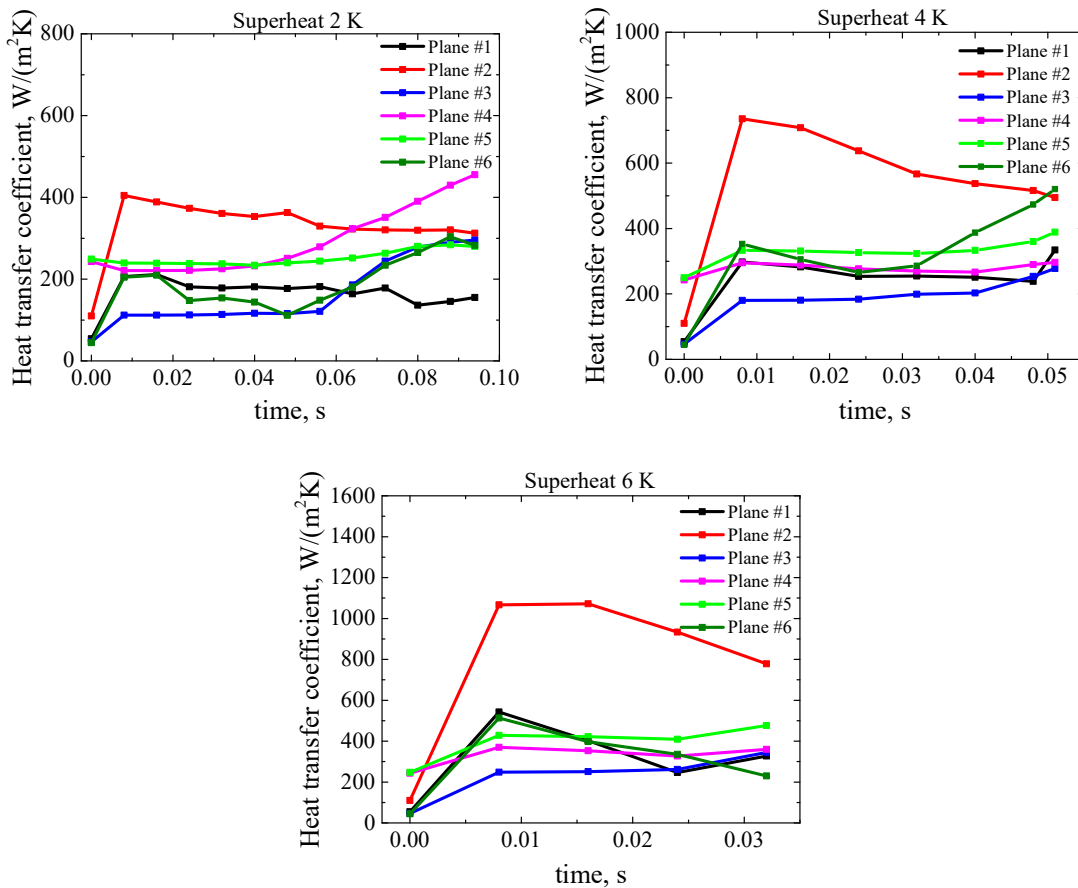 Superheat 2 K
Heat transfer coefficient, W/(m²K)
800
600
400
200
0
Plane #1
Plane #2
Plane #3
Plane #4
Plane #5
Plane #6
0.00 0.02 0.04 0.06 0.08 0.10
time, s
Superheat 4 K
Heat transfer coefficient, W/(m²K)
1000
800
600
400
200
0
Plane #1
Plane #2
Plane #3
Plane #4
Plane #5
Plane #6
0.00 0.01 0.02 0.03 0.04 0.05
time, s
Superheat 6 K
Heat transfer coefficient, W/(m²K)
1600
1400
1200
1000
800
600
400
200
0
Plane #1
Plane #2
Plane #3
Plane #4
Plane #5
Plane #6
0.00 0.01 0.02 0.03
time, s